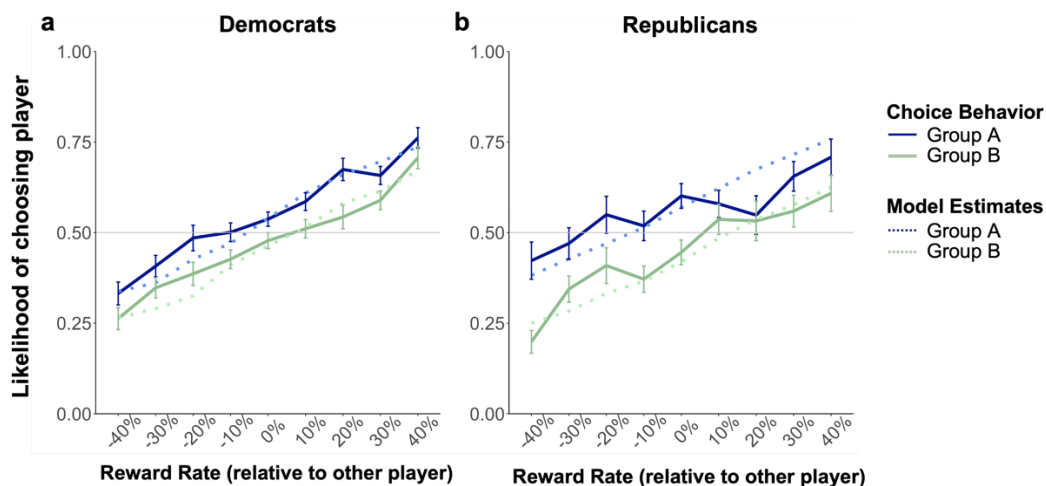 a
Democrats
b
Republicans
Likelihood of choosing player
1.00
0.75
0.50
0.25
0.00
-40%
-30%
-20%
-10%
0%
10%
20%
30%
40%
Reward Rate (relative to other player)
1.00
0.75
0.50
0.25
0.00
-40%
-30%
-20%
-10%
0%
10%
20%
30%
40%
Reward Rate (relative to other player)
Choice Behavior
Group A
Group B
Model Estimates
Group A
Group B